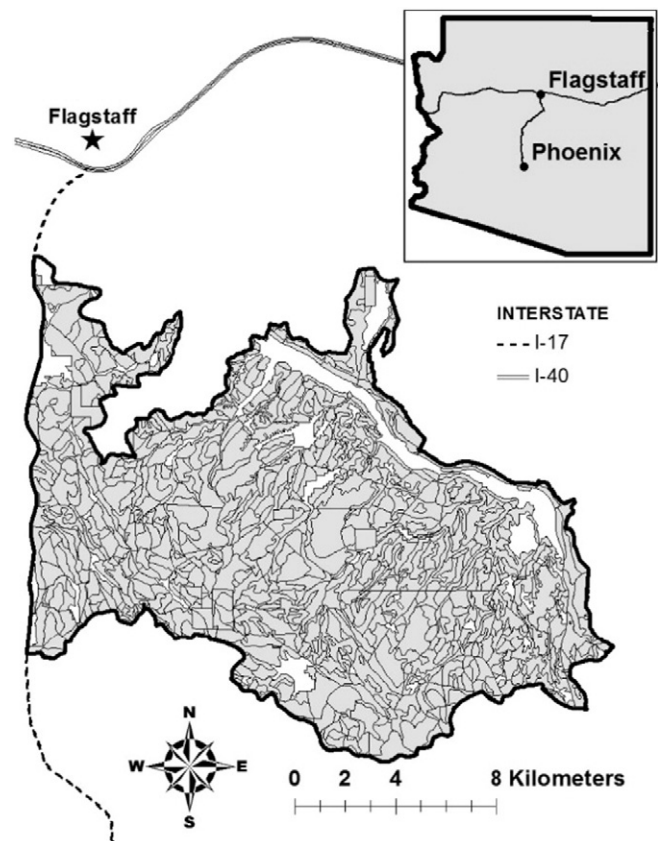 Flagstaff
Flagstaff
Phoenix
INTERSTATE
I-17
I-40
N
W E
S
0 2 4 8 Kilometers